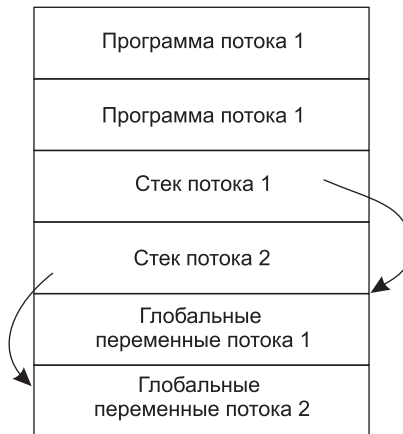 Программа потока 1
Программа потока 1
Стек потока 1
Стек потока 2
Глобальные
переменные потока 1
Глобальные
переменные потока 2